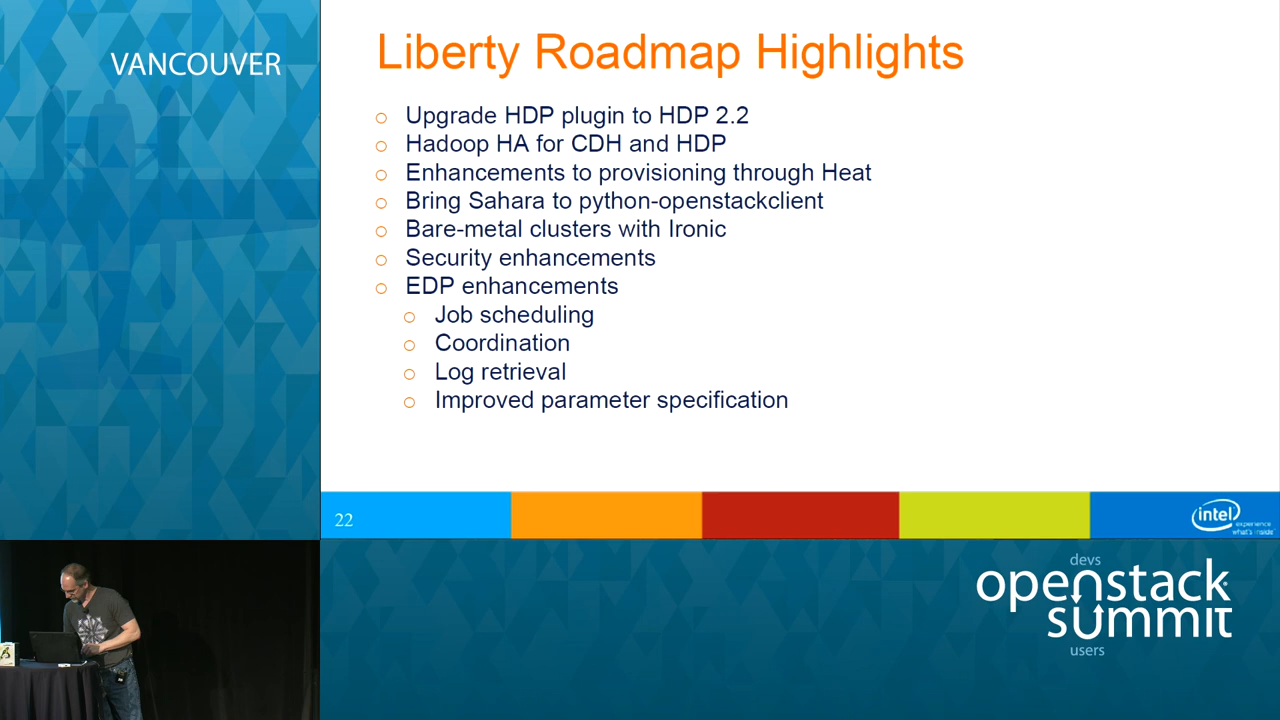 VANCOUVER
Liberty Roadmap Highlights
Upgrade HDP plugin to HDP 2.2
Hadoop HA for CDH and HDP
Enhancements to provisioning through Heat
Bring Sahara to python-openstackclient
Bare-metal clusters with Ironic
Security enhancements
EDP enhancements
Job scheduling
Coordination
Log retrieval
Improved parameter specification
22
intel
experience
what's inside
devs
openstack
summit
users